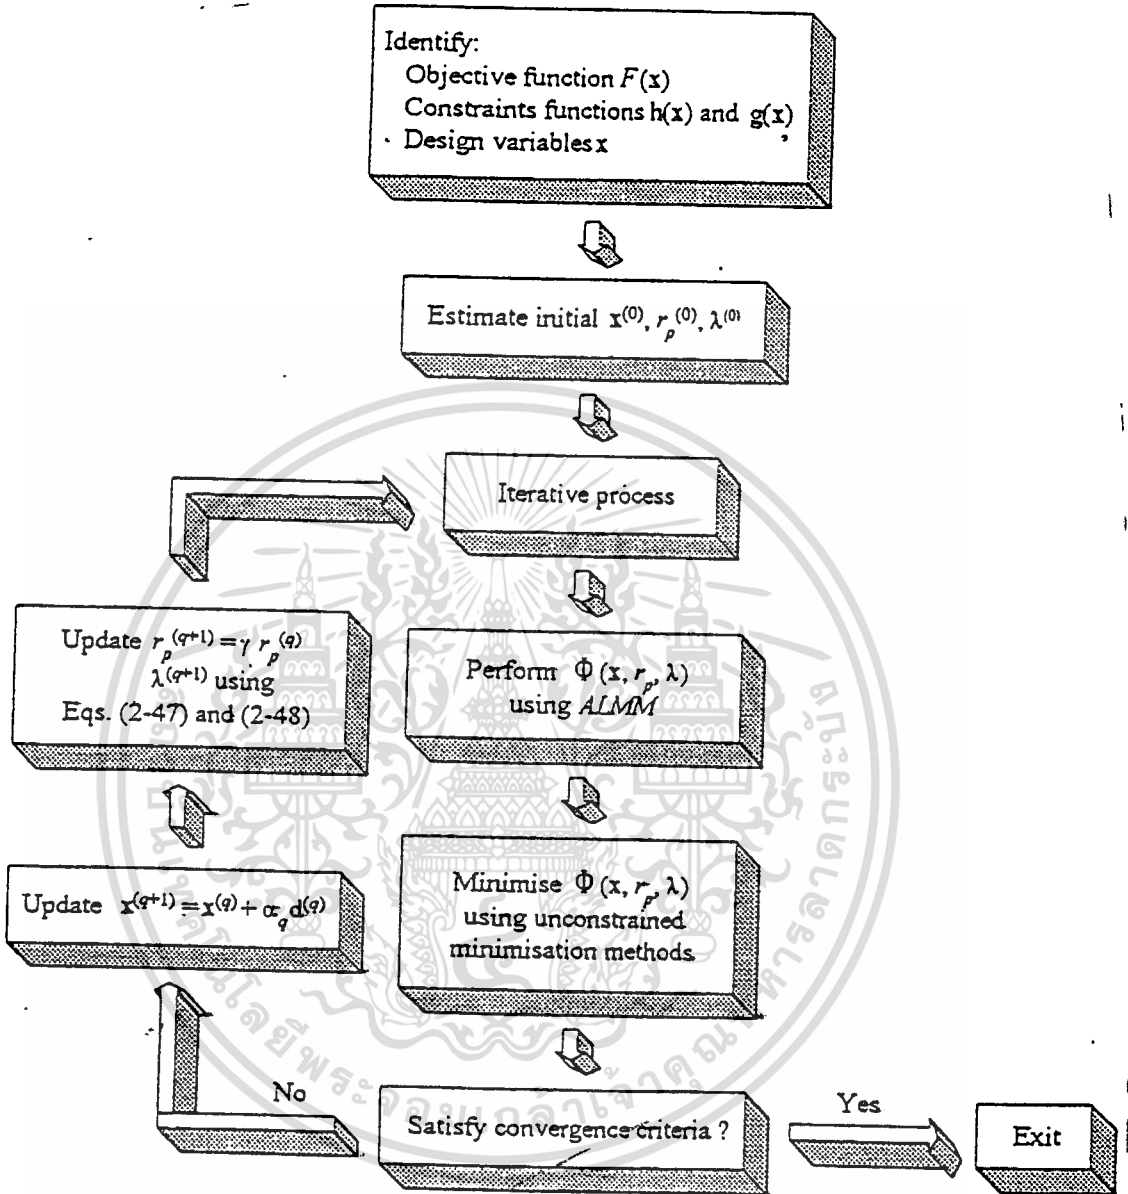 Identify:
Objective function F(x)
Constraints functions h(x) and g(x)
Design variables x
Estimate initial x⁽⁰⁾, rₚ⁽⁰⁾, λ⁽⁰⁾
Iterative process
Update rₚ⁽q⁺¹⁾ = γ rₚ⁽q⁾
λ⁽q⁺¹⁾ using
Eqs. (2-47) and (2-48)
Perform Φ (x, rₚ, λ)
using ALMM
Update x⁽q⁺¹⁾ = x⁽q⁾ + α_q d⁽q⁾
Minimise Φ (x, rₚ, λ)
using unconstrained
minimisation methods
No
Satisfy convergence criteria ?
Yes
Exit